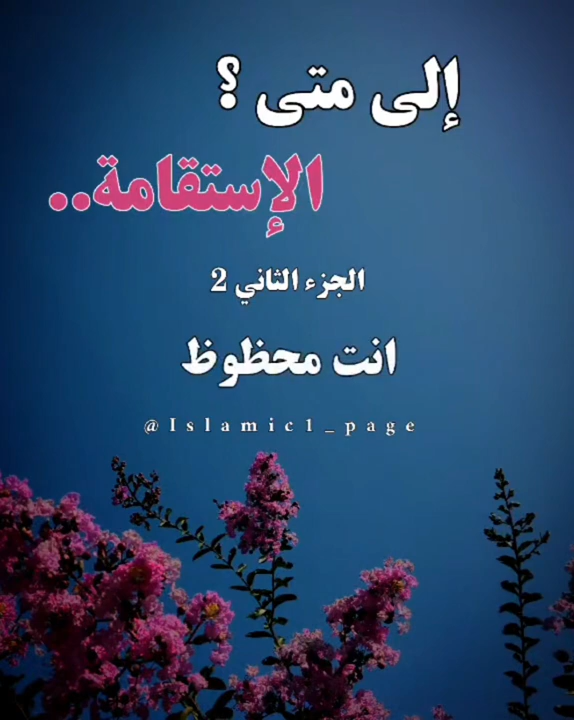 إلى متى ؟
الإستقامة..
الجزء الثاني 2
انت محظوظ
@Islamic1_page